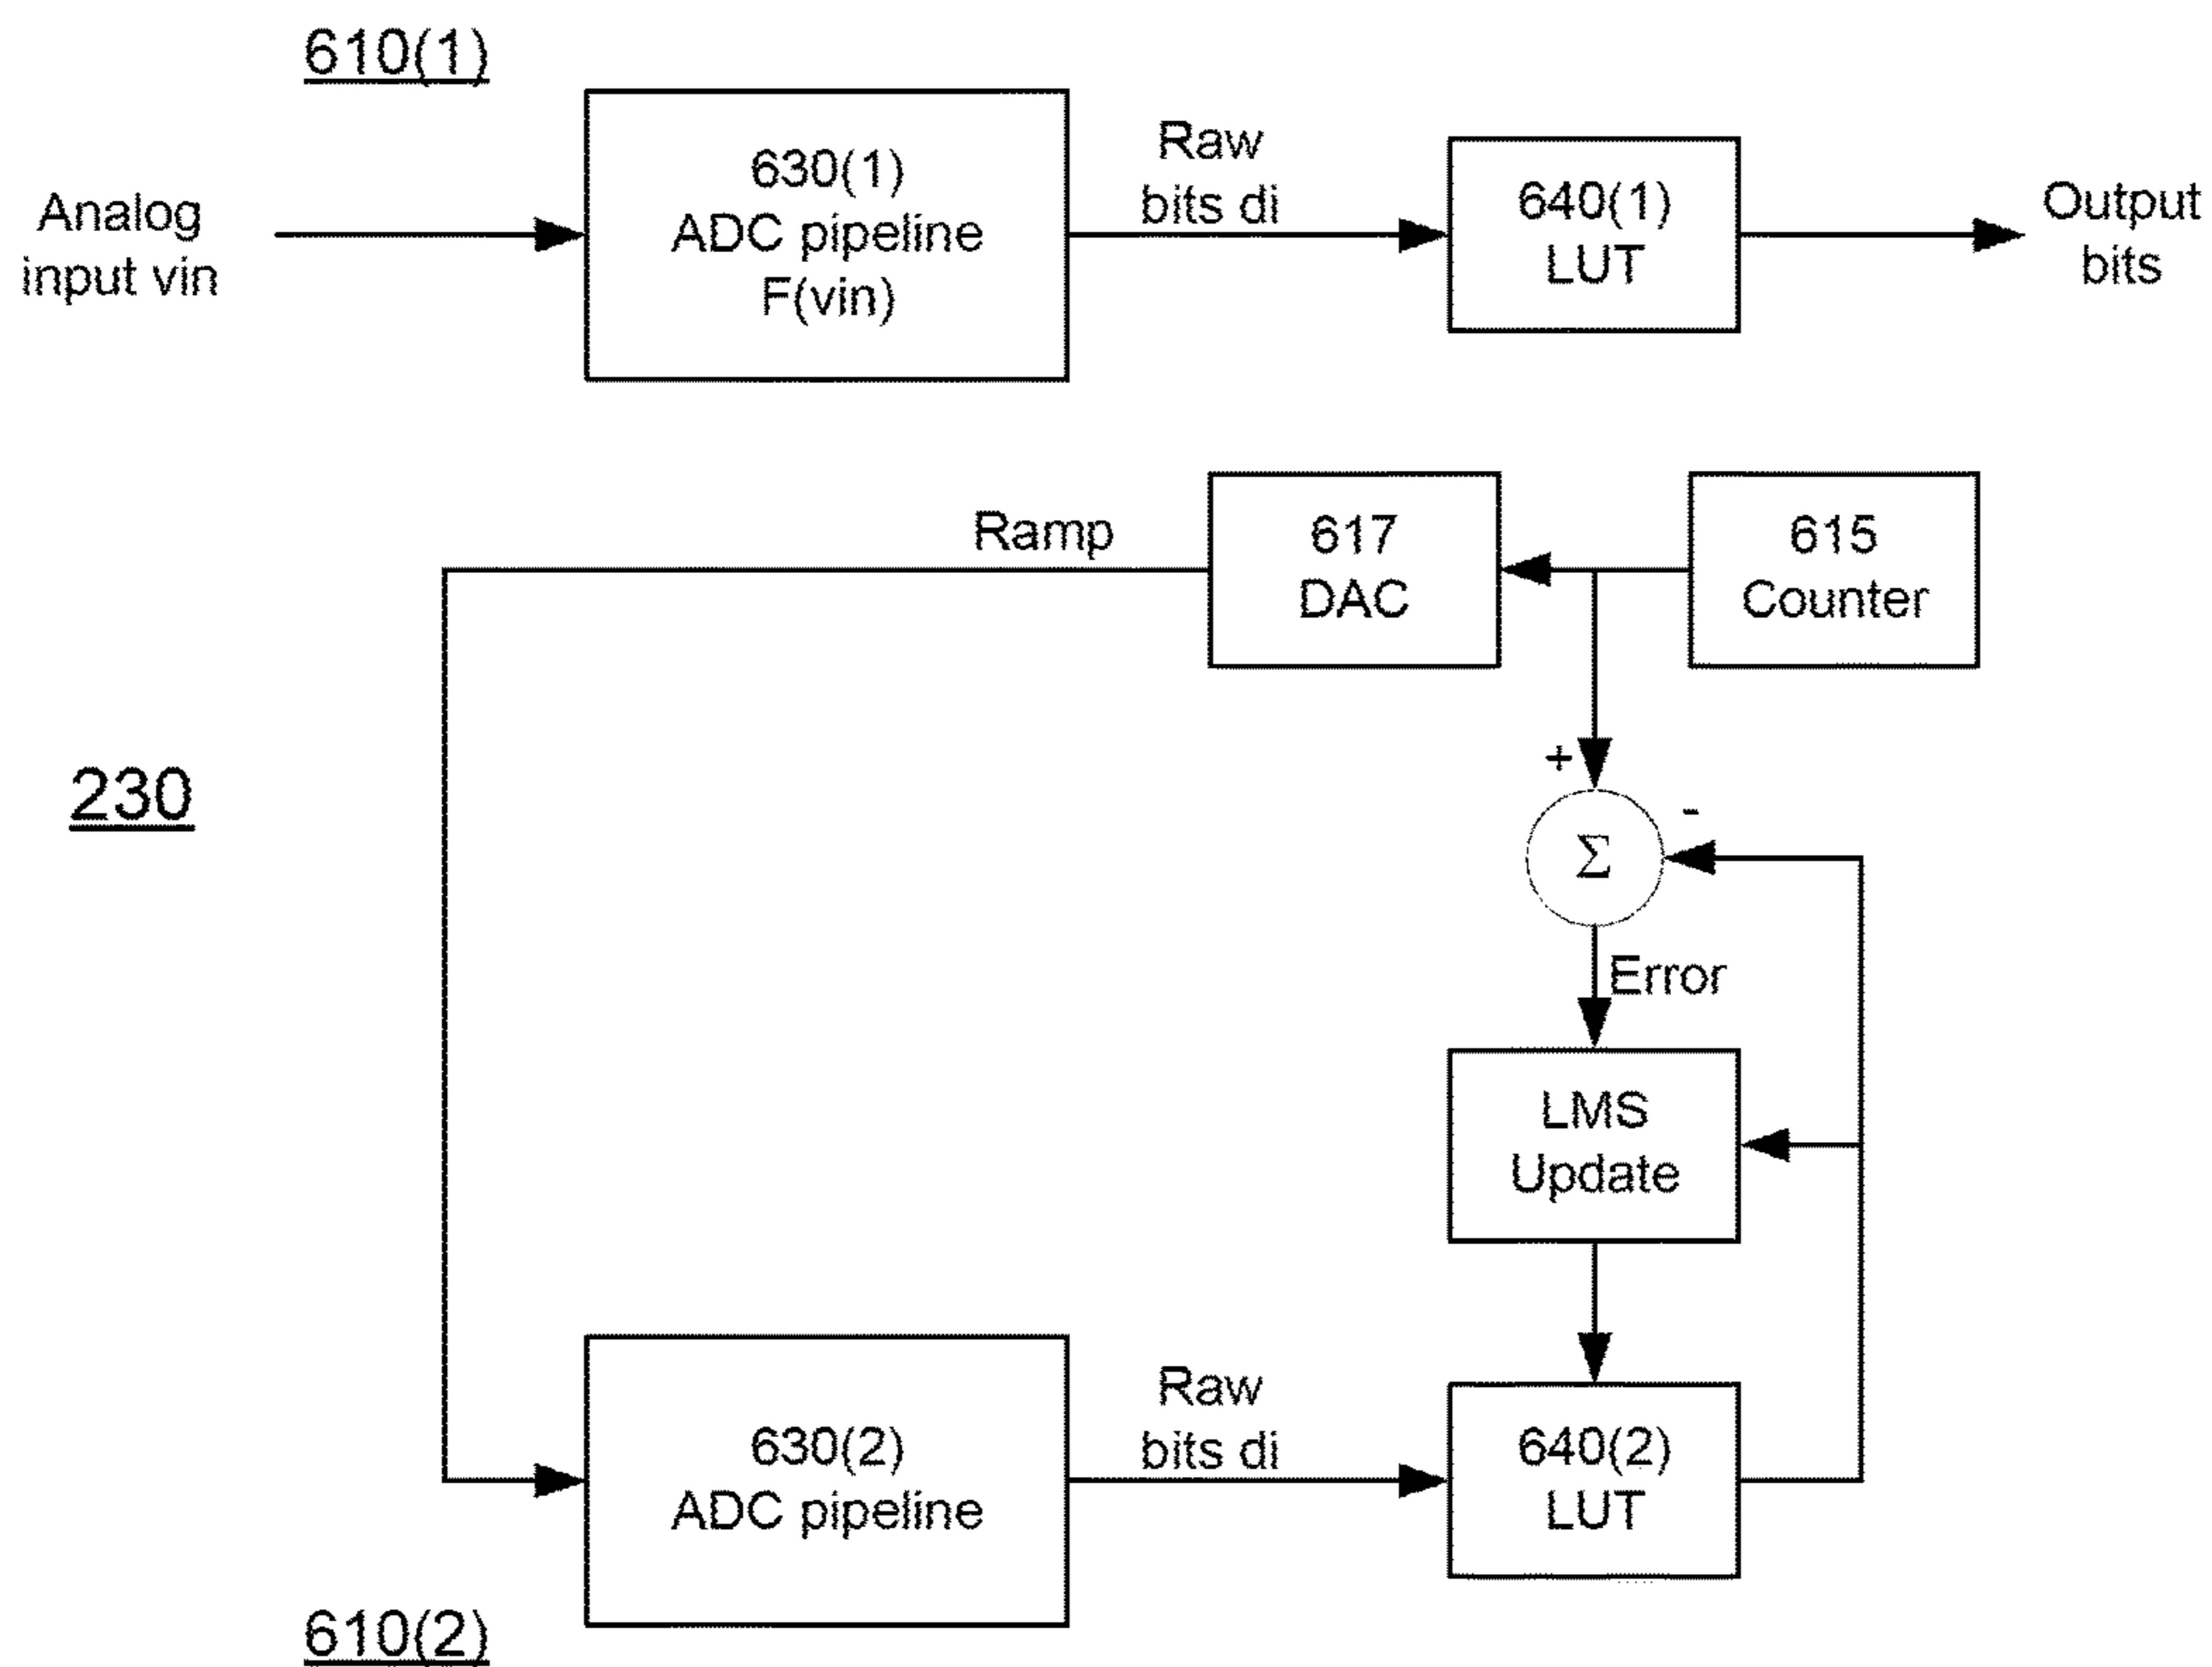 610(1)
Analog
input vin
630(1)
ADC pipeline
F(vin)
Raw
bits di
640(1)
LUT
Output
bits
Ramp
617
DAC
615
Counter
230
+
-
Σ
Error
LMS
Update
630(2)
ADC pipeline
Raw
bits di
640(2)
LUT
610(2)